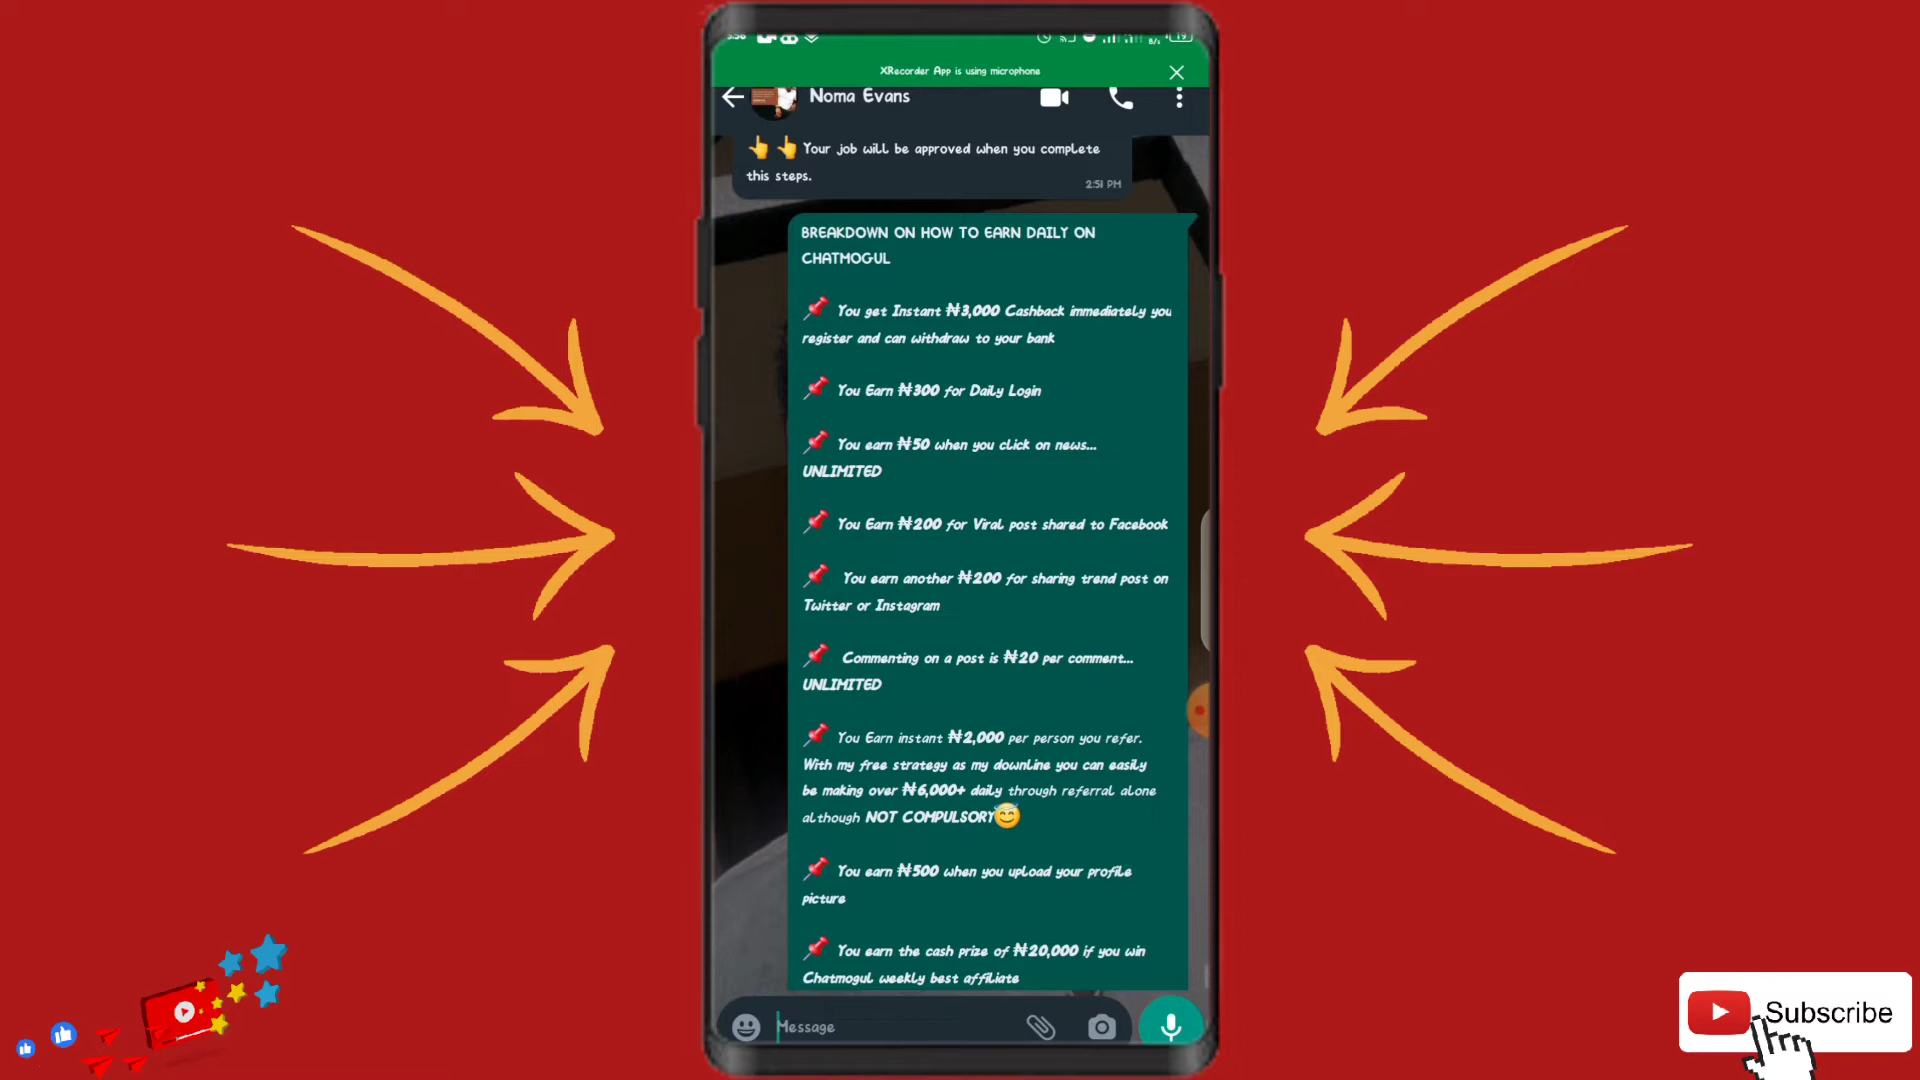 XRecorder App is using microphone
Noma Evans
👆 👆 Your job will be approved when you complete
this steps.
2:51 PM
BREAKDOWN ON HOW TO EARN DAILY ON
CHATMOGUL
📌 You get Instant ₦3,000 Cashback immediately you
register and can withdraw to your bank
📌 You Earn ₦300 for Daily Login
📌 You earn ₦50 when you click on news...
UNLIMITED
📌 You Earn ₦200 for Viral post shared to Facebook
📌 You earn another ₦200 for sharing trend post on
Twitter or Instagram
📌 Commenting on a post is ₦20 per comment...
UNLIMITED
📌 You Earn instant ₦2,000 per person you refer.
With my free strategy as my downline you can easily
be making over ₦6,000+ daily through referral alone
although NOT COMPULSORY😇
📌 You earn ₦500 when you upload your profile
picture
📌 You earn the cash prize of ₦20,000 if you win
Chatmogul weekly best affiliate
Message
Subscribe